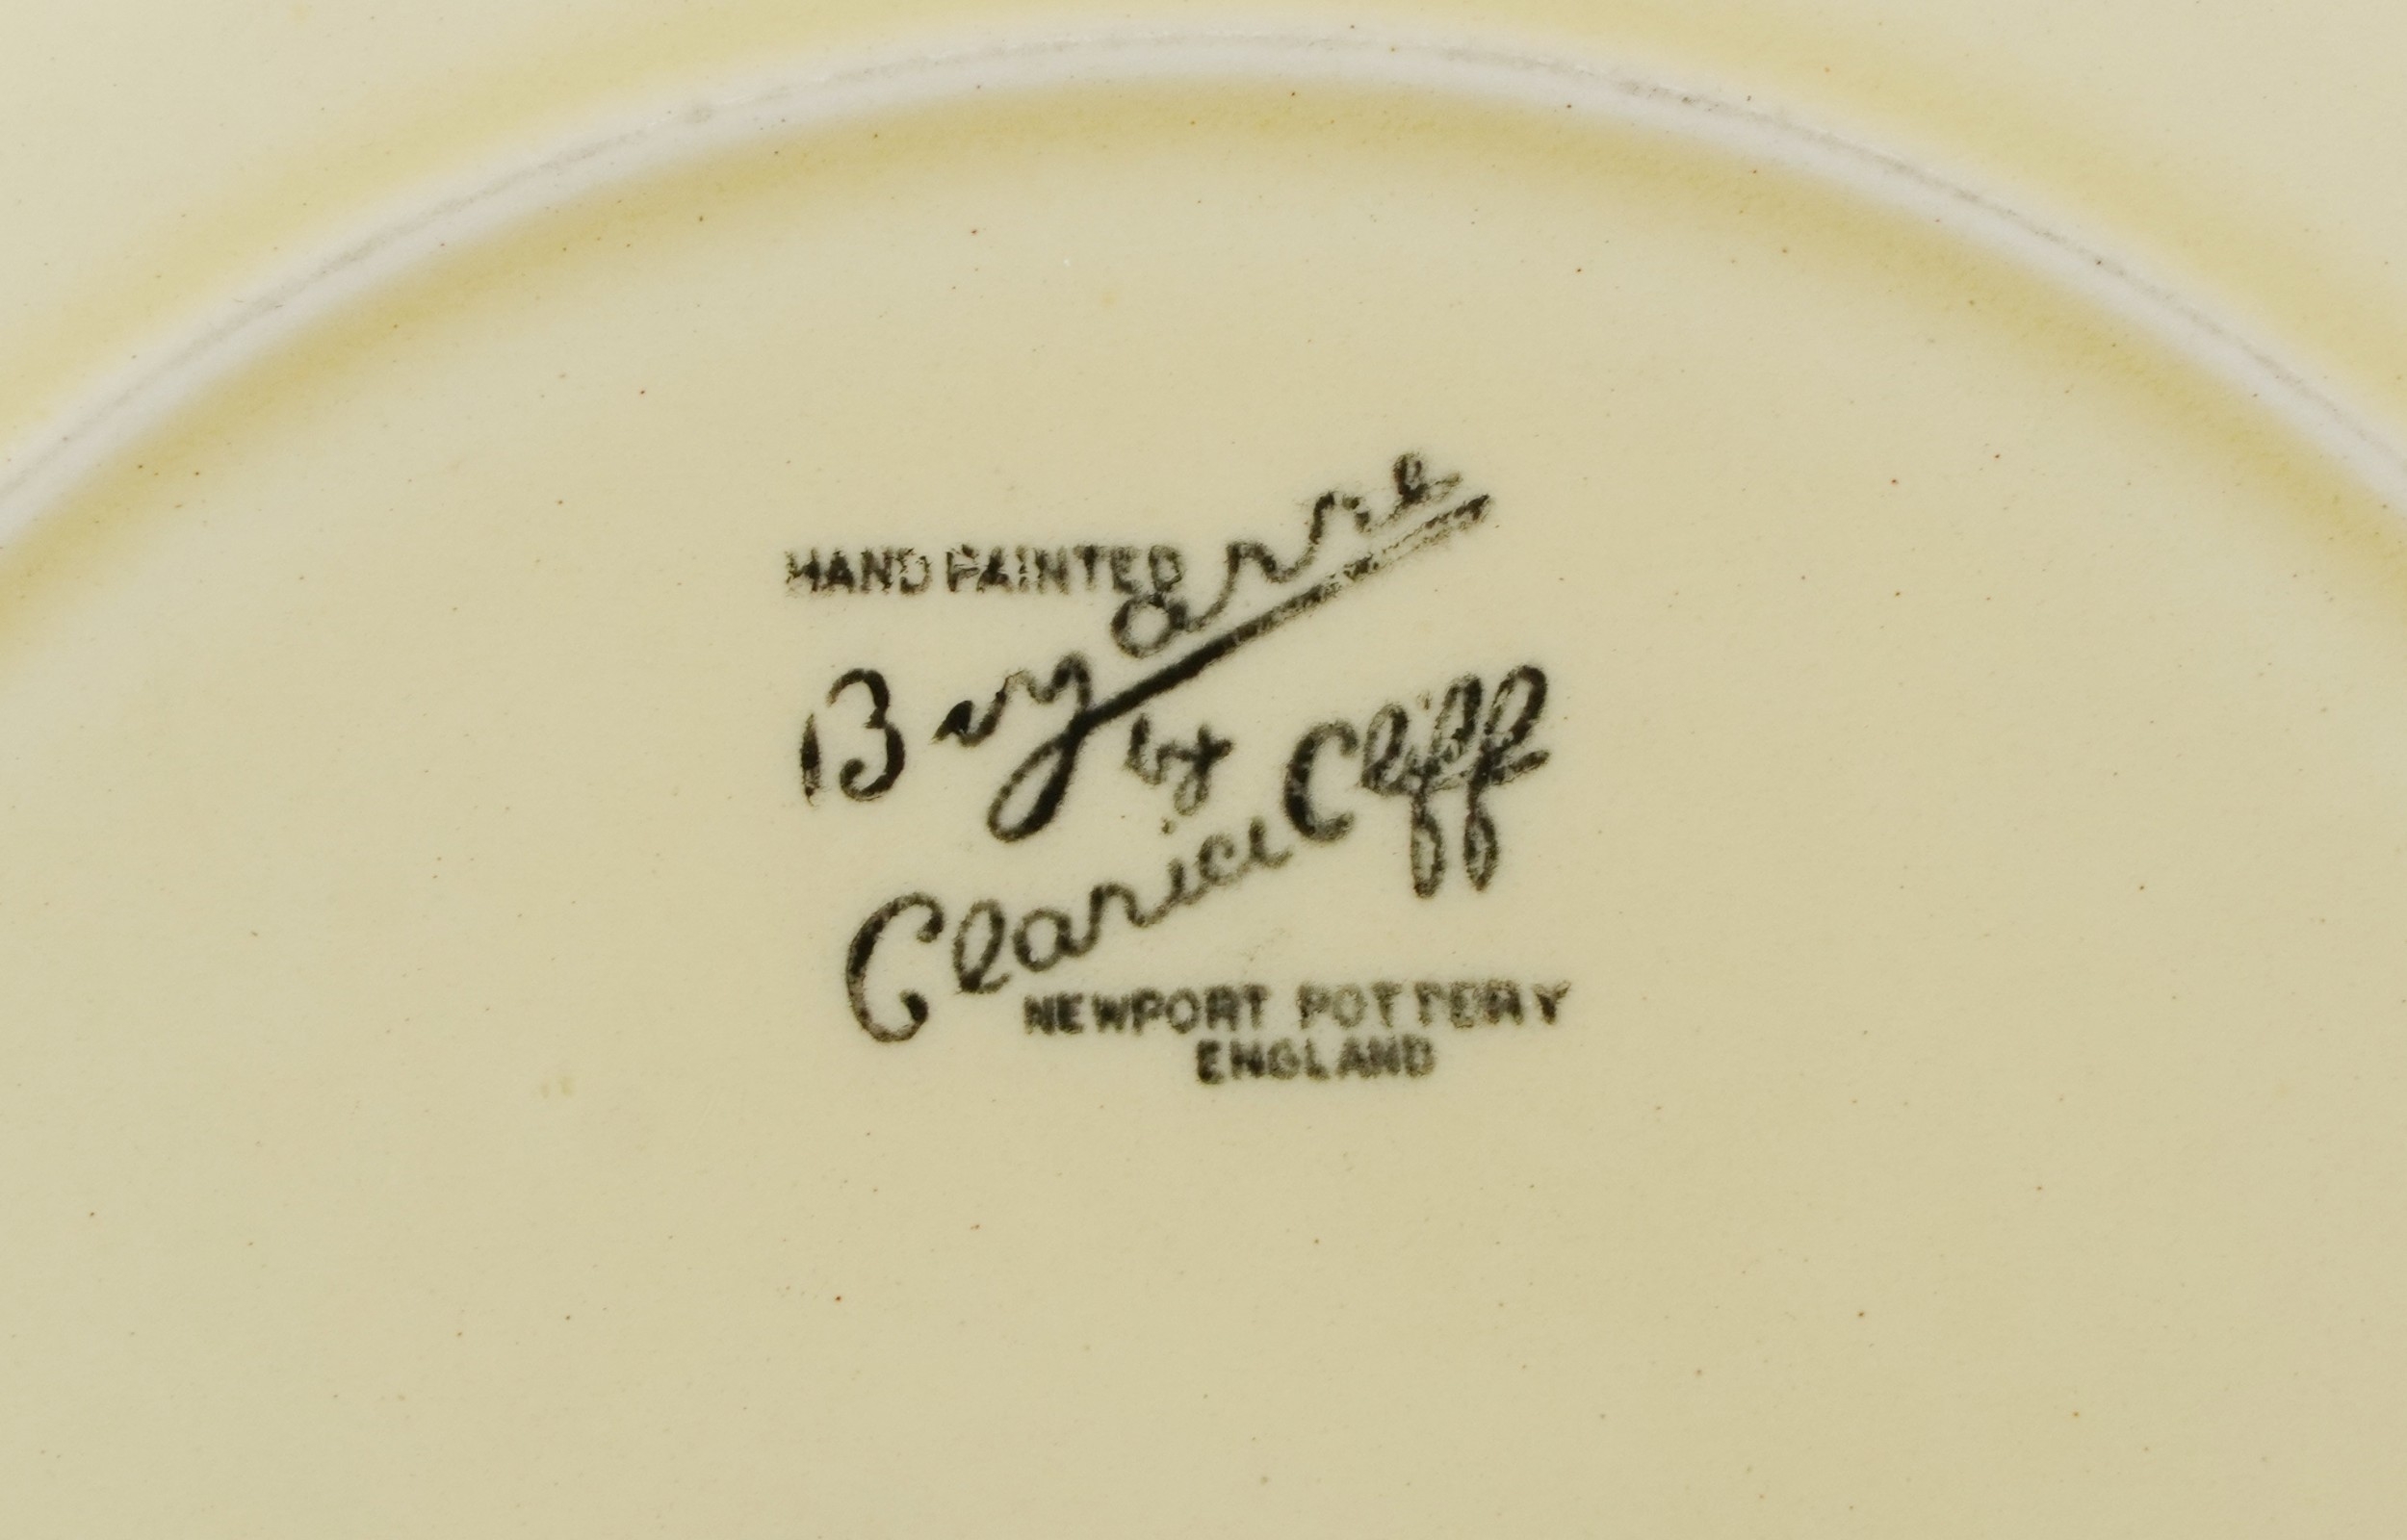 HAND PAINTED
Bizarre
by
Clarice Cliff
NEWPORT POTTERY
ENGLAND